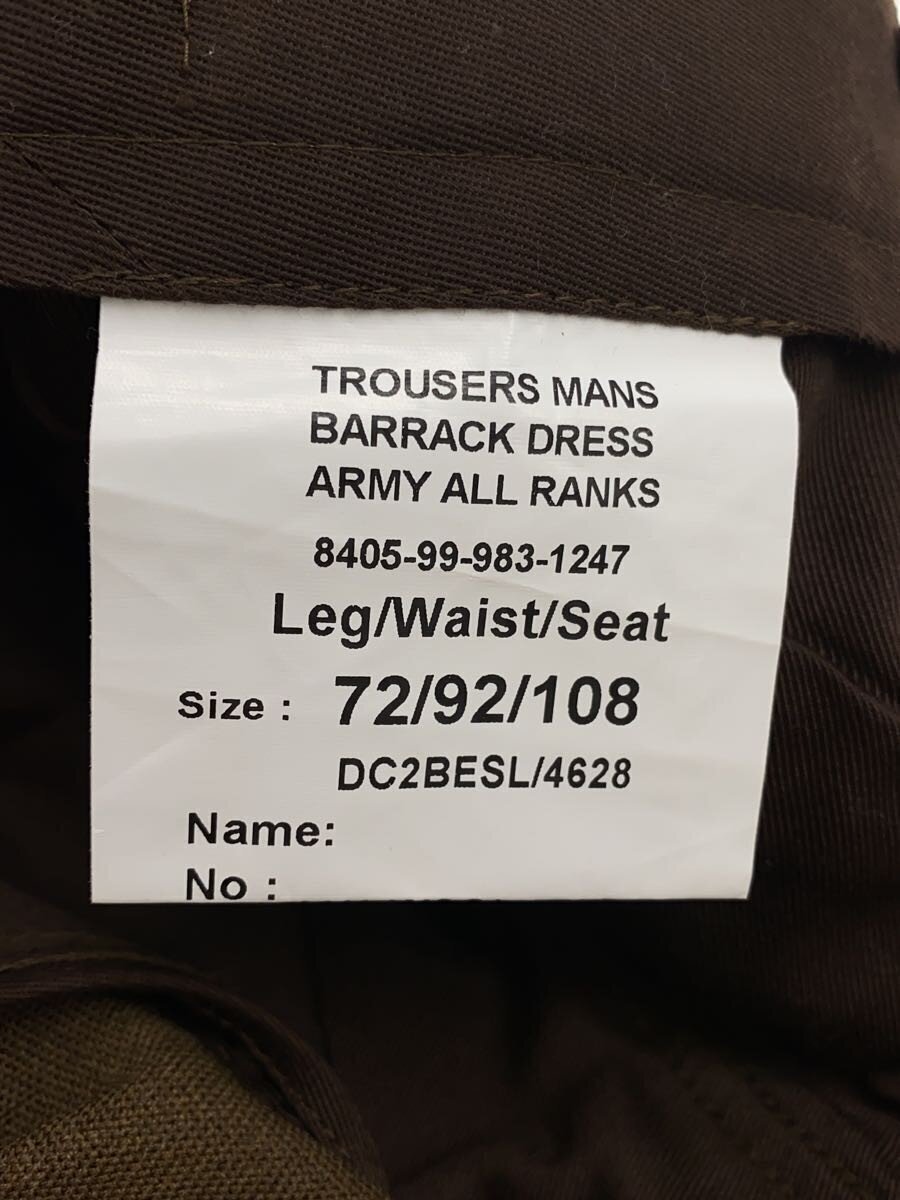 TROUSERS MANS
BARRACK DRESS
ARMY ALL RANKS
8405-99-983-1247
Leg/Waist/Seat
Size : 72/92/108
DC2BESL/4628
Name:
No :